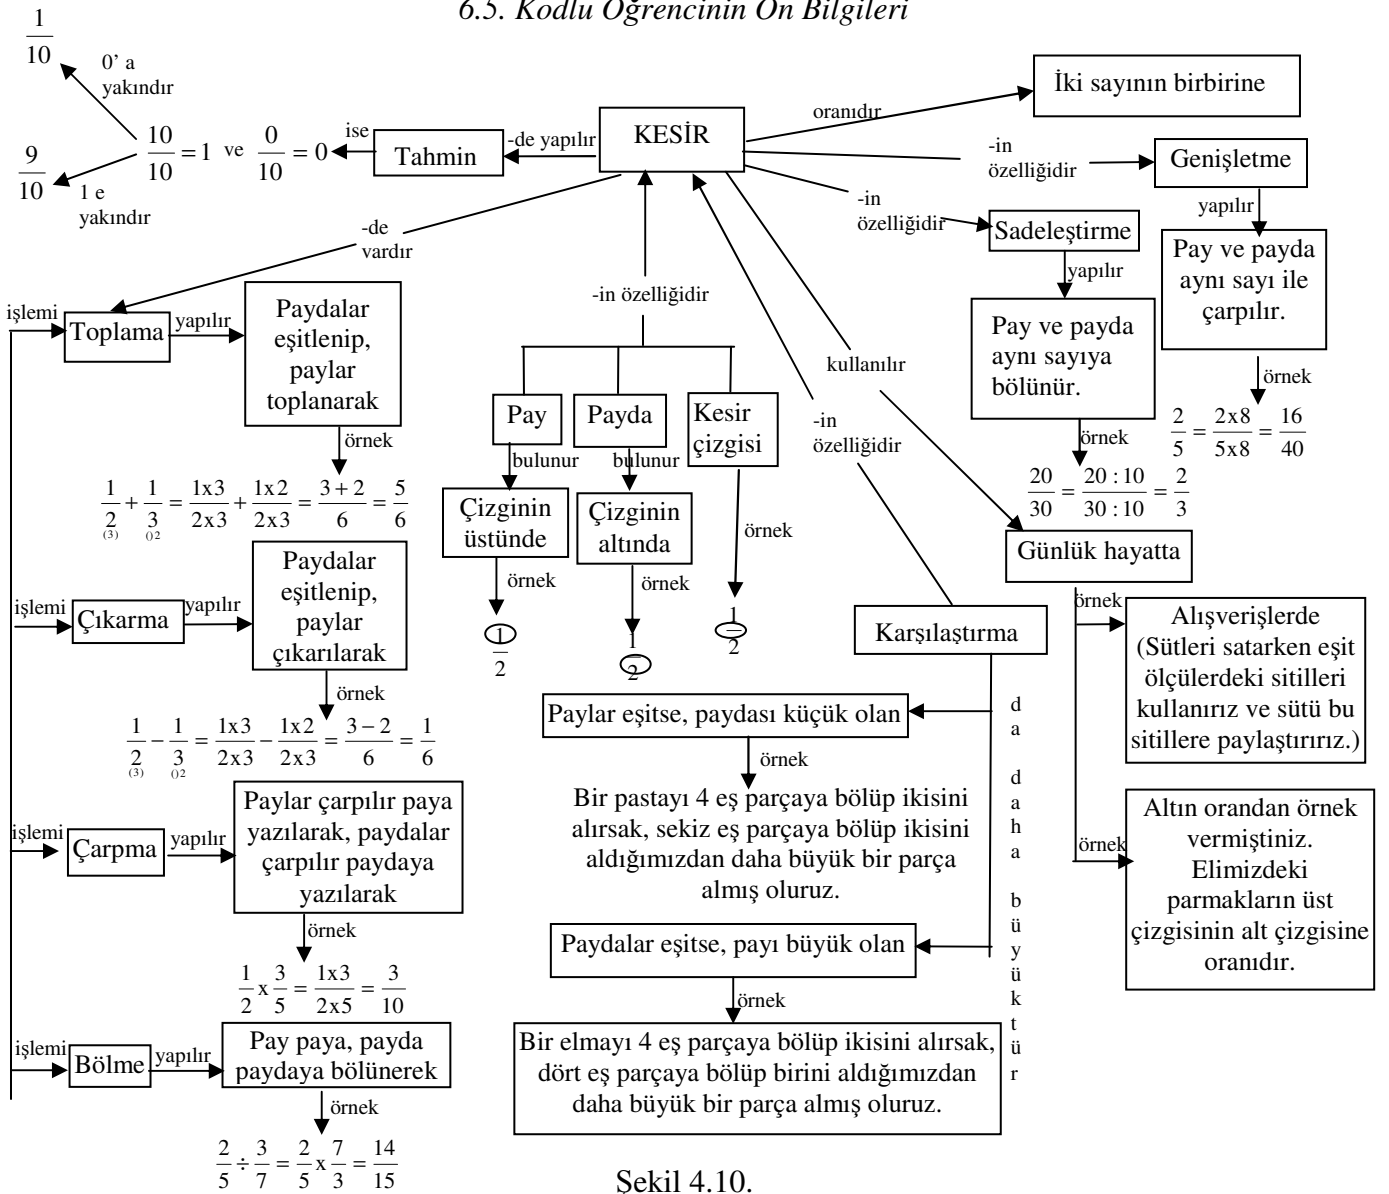 6.5. Kodlu Öğrencinin Ön Bilgileri
1/10
0' a
yakındır
9/10
1 e
yakındır
10/10 = 1 ve 0/10 = 0
ise
Tahmin
-de yapılır
KESİR
oranıdır
İki sayının birbirine
-in
özelliğidir
Genişletme
yapılır
Pay ve payda
aynı sayı ile
çarpılır.
örnek
2/5 = 2x8/5x8 = 16/40
-in
özelliğidir
Sadeleştirme
yapılır
Pay ve payda
aynı sayıya
bölünür.
örnek
20/30 = 20 : 10/30 : 10 = 2/3
-de
vardır
işlemi
Toplama
yapılır
Paydalar
eşitlenip,
paylar
toplanarak
örnek
1/2 (3) + 1/3 ()2 = 1x3/2x3 + 1x2/2x3 = 3 + 2/6 = 5/6
işlemi
Çıkarma
yapılır
Paydalar
eşitlenip,
paylar
çıkarılarak
örnek
1/2 (3) − 1/3 ()2 = 1x3/2x3 − 1x2/2x3 = 3 − 2/6 = 1/6
işlemi
Çarpma
yapılır
Paylar çarpılır paya
yazılarak, paydalar
çarpılır paydaya
yazılarak
örnek
1/2 x 3/5 = 1x3/2x5 = 3/10
işlemi
Bölme
yapılır
Pay paya, payda
paydaya bölünerek
örnek
2/5 ÷ 3/7 = 2/5 x 7/3 = 14/15
-in özelliğidir
Pay
bulunur
Çizginin
üstünde
örnek
1/2
Payda
bulunur
Çizginin
altında
örnek
1/2
Kesir
çizgisi
örnek
1/2
kullanılır
Günlük hayatta
örnek
Alışverişlerde
(Sütleri satarken eşit
ölçülerdeki sitilleri
kullanırız ve sütü bu
sitillere paylaştırırız.)
örnek
Altın orandan örnek
vermiştiniz.
Elimizdeki
parmakların üst
çizgisinin alt çizgisine
oranıdır.
-in
özelliğidir
Karşılaştırma
da daha büyüktür
Paylar eşitse, paydası küçük olan
örnek
Bir pastayı 4 eş parçaya bölüp ikisini
alırsak, sekiz eş parçaya bölüp ikisini
aldığımızdan daha büyük bir parça
almış oluruz.
Paydalar eşitse, payı büyük olan
örnek
Bir elmayı 4 eş parçaya bölüp ikisini alırsak,
dört eş parçaya bölüp birini aldığımızdan
daha büyük bir parça almış oluruz.
Şekil 4.10.